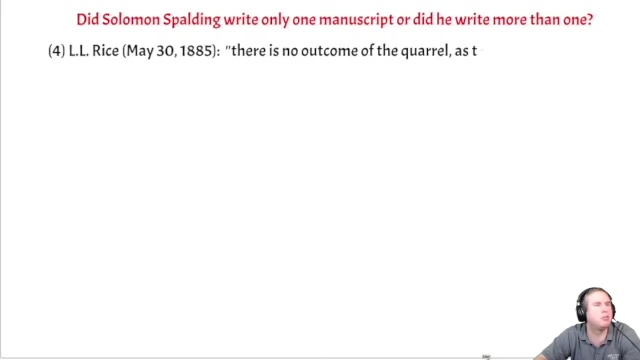 Did Solomon Spalding write only one manuscript or did he write more than one?
(4) L.L. Rice (May 30, 1885): "there is no outcome of the quarrel, as t